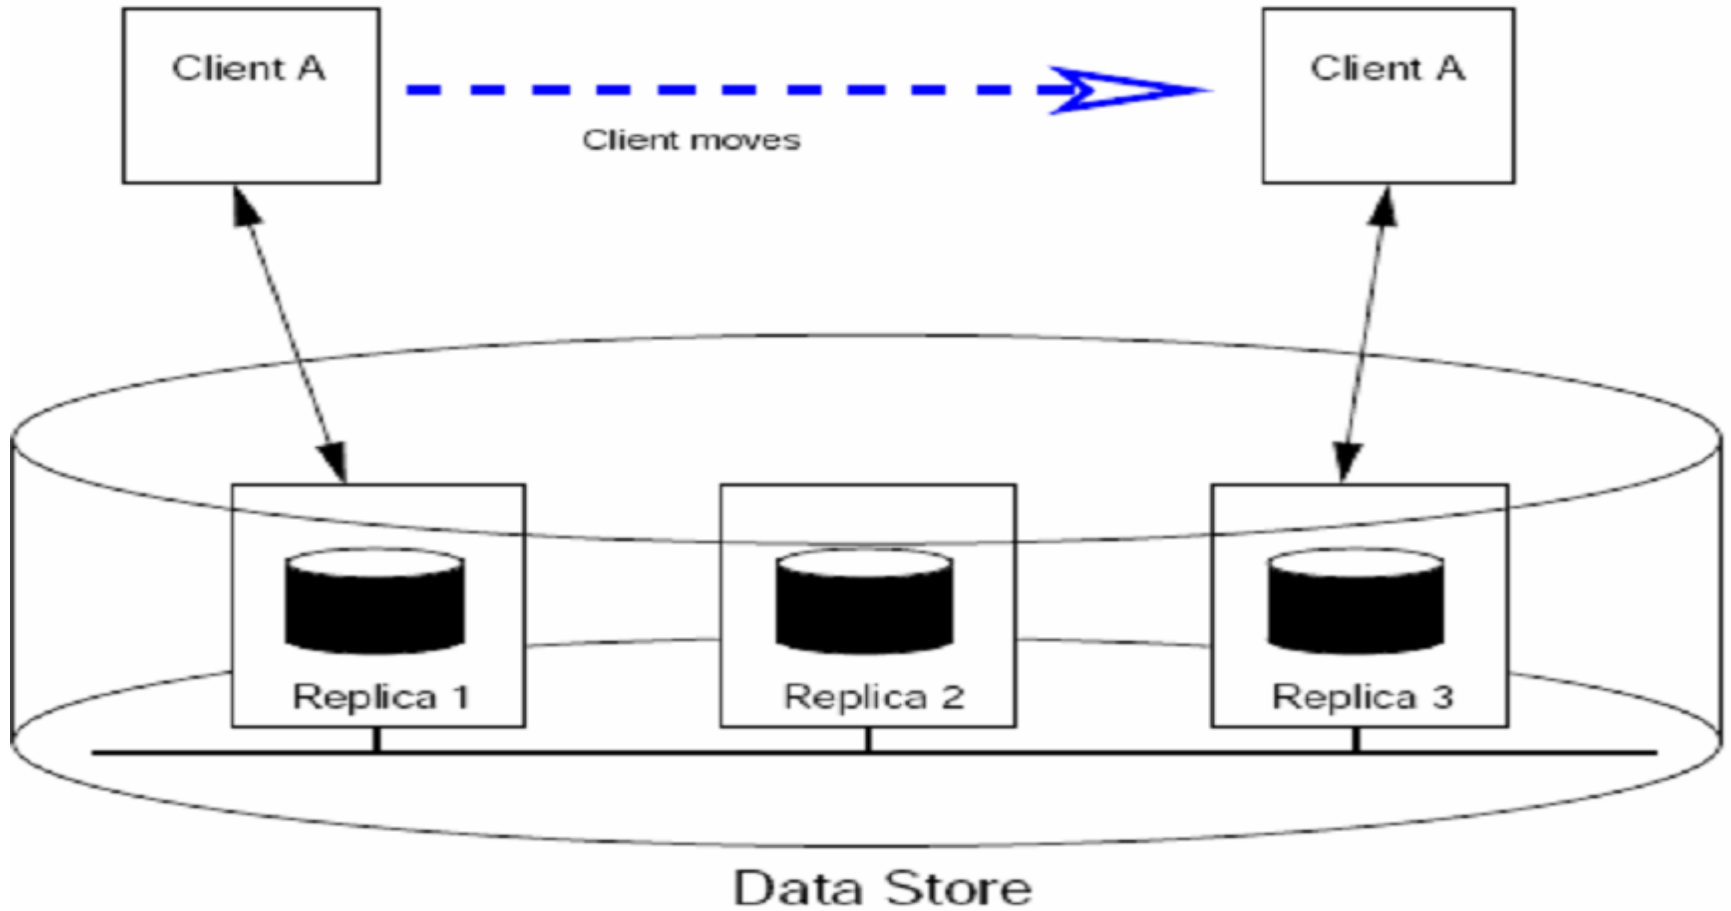 Client A
Client A
Client moves
Replica 1
Replica 2
Replica 3
Data Store